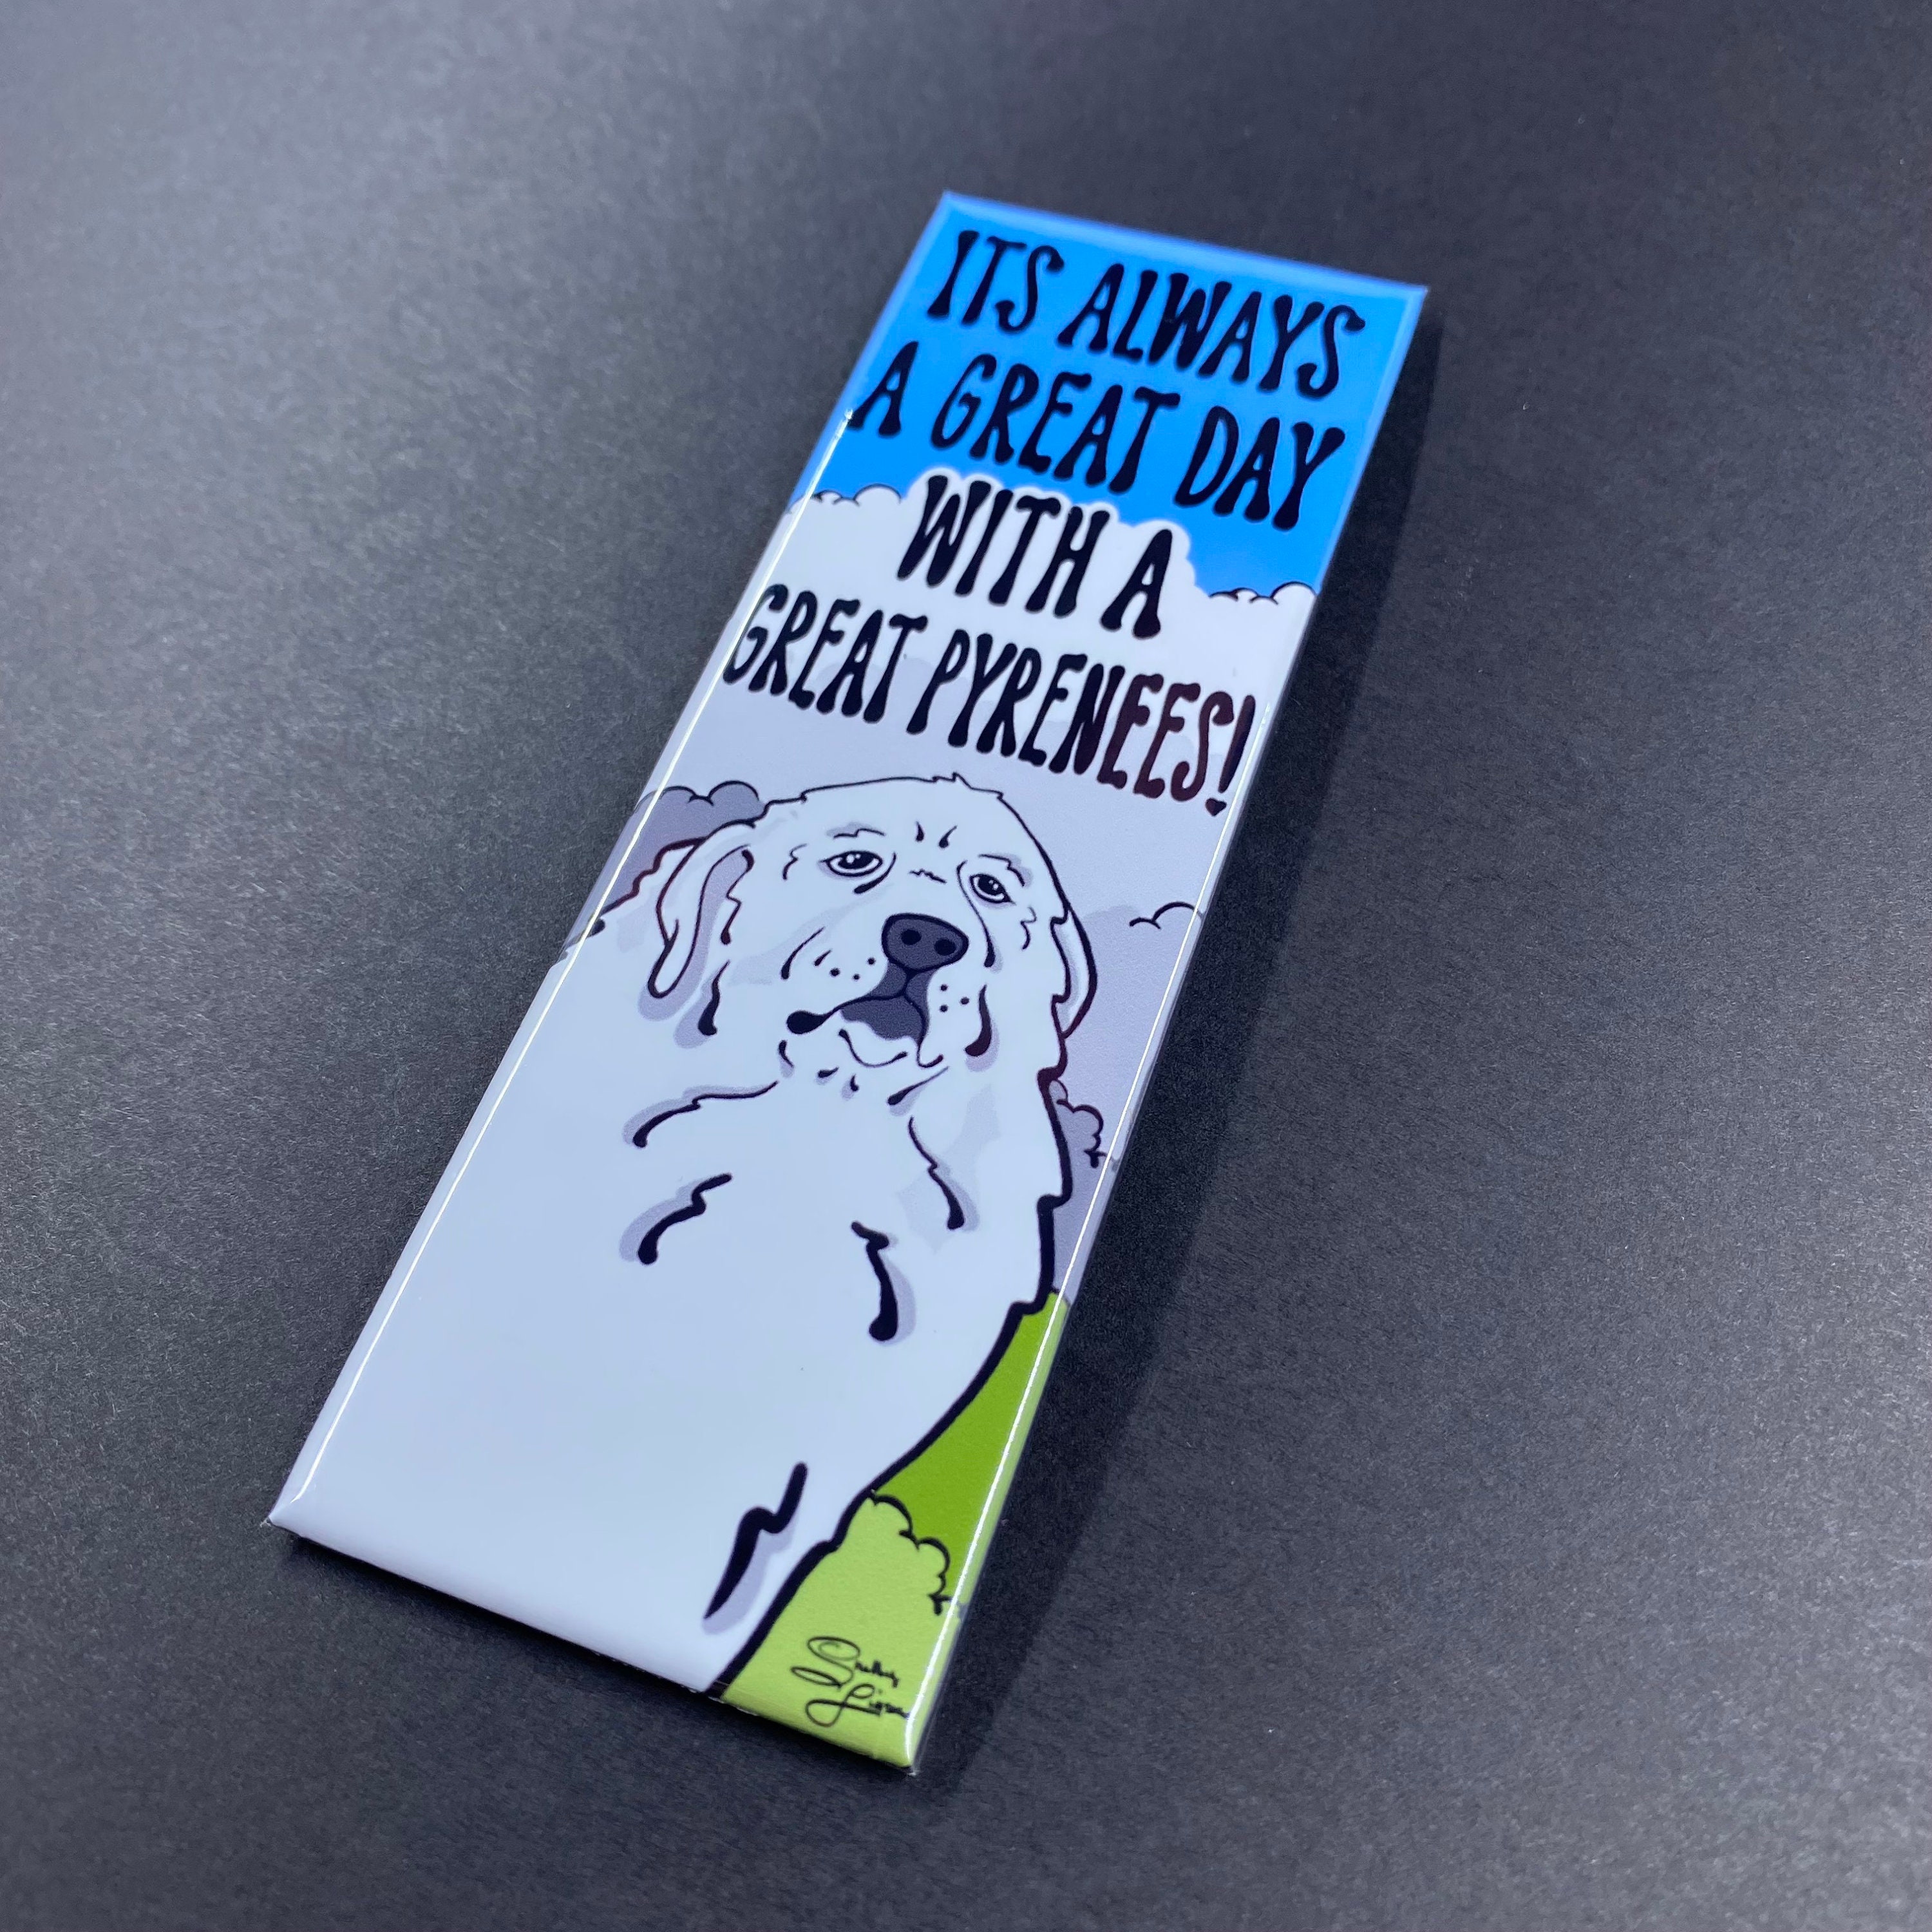 ITS ALWAYS
A GREAT DAY
WITH A
GREAT PYRENEES!